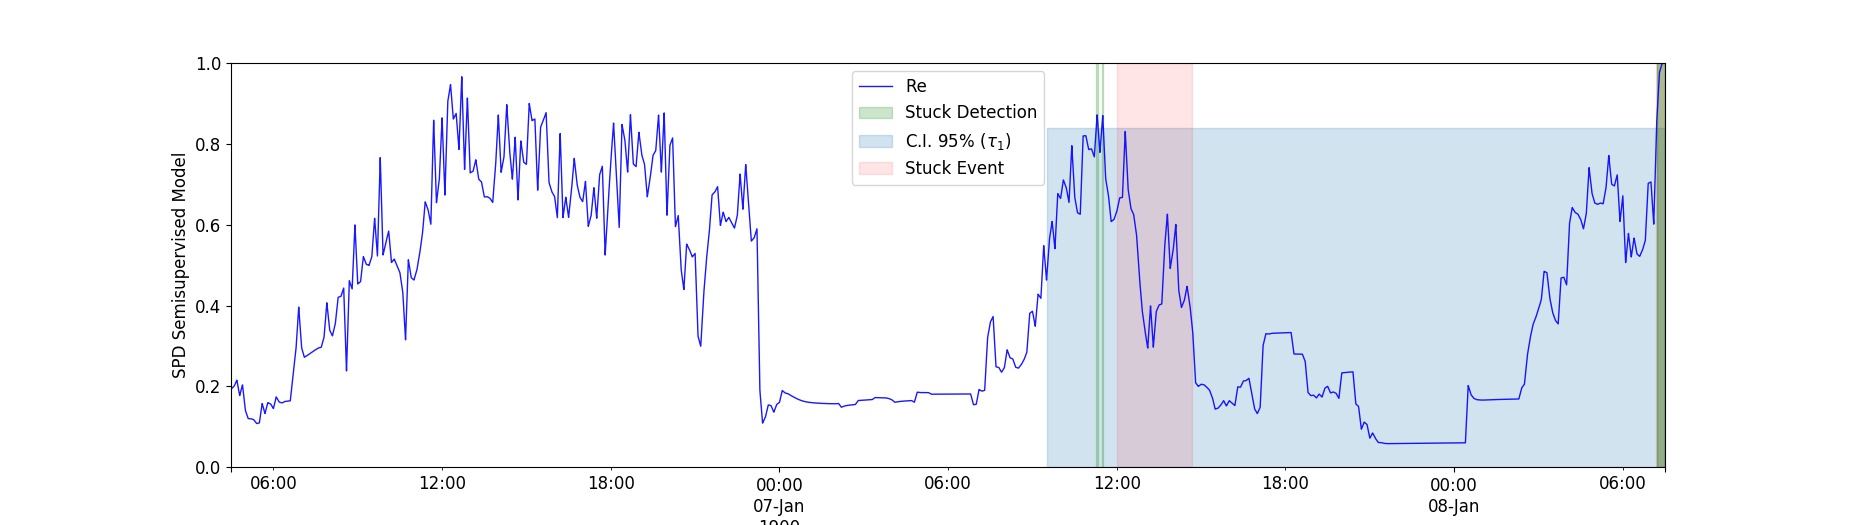 SPD Semisupervised Model
1.0
0.8
0.6
0.4
0.2
0.0
Re
Stuck Detection
C.I. 95% (τ₁)
Stuck Event
06:00 12:00 18:00 00:00 06:00 12:00 18:00 00:00 06:00
07-Jan 08-Jan
1900